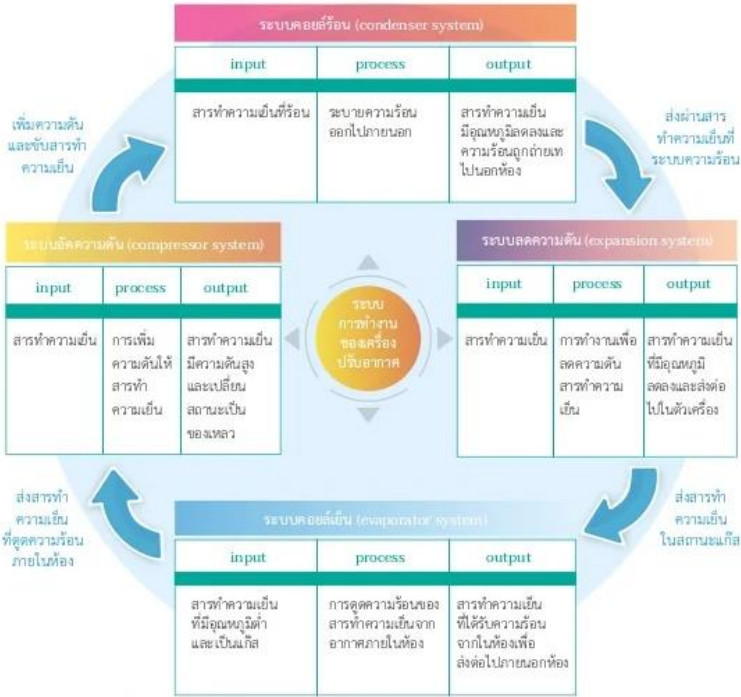 ระบบคอยล์ร้อน (condenser system)
input
process
output
สารทำความเย็นที่ร้อน
ระบายความร้อน
ออกไปภายนอก
สารทำความเย็น
มีอุณหภูมิลดลงและ
ความร้อนถูกถ่ายเท
ไปนอกห้อง
เพิ่มความดัน
และขับสารทำ
ความเย็น
ส่งผ่านสาร
ทำความเย็นที่
ระบบความร้อน
ระบบอัดความดัน (compressor system)
input
process
output
สารทำความเย็น
การเพิ่ม
ความดันให้
สารทำ
ความเย็น
สารทำความเย็น
มีความดันสูง
และเปลี่ยน
สถานะเป็น
ของเหลว
ระบบ
การทำงาน
ของเครื่อง
ปรับอากาศ
ระบบลดความดัน (expansion system)
input
process
output
สารทำความเย็น
การทำงานเพื่อ
ลดความดัน
สารทำความ
เย็น
สารทำความเย็น
ที่มีอุณหภูมิ
ลดลงและส่งต่อ
ไปในตัวเครื่อง
ส่งสารทำ
ความเย็น
ที่ดูดความร้อน
ภายในห้อง
ส่งสารทำ
ความเย็น
ในสถานะแก๊ส
ระบบคอยล์เย็น (evaporator system)
input
process
output
สารทำความเย็น
ที่มีอุณหภูมิต่ำ
และเป็นแก๊ส
การดูดความร้อนของ
สารทำความเย็นจาก
อากาศภายในห้อง
สารทำความเย็น
ที่ได้รับความร้อน
จากในห้องเพื่อ
ส่งต่อไปภายนอกห้อง